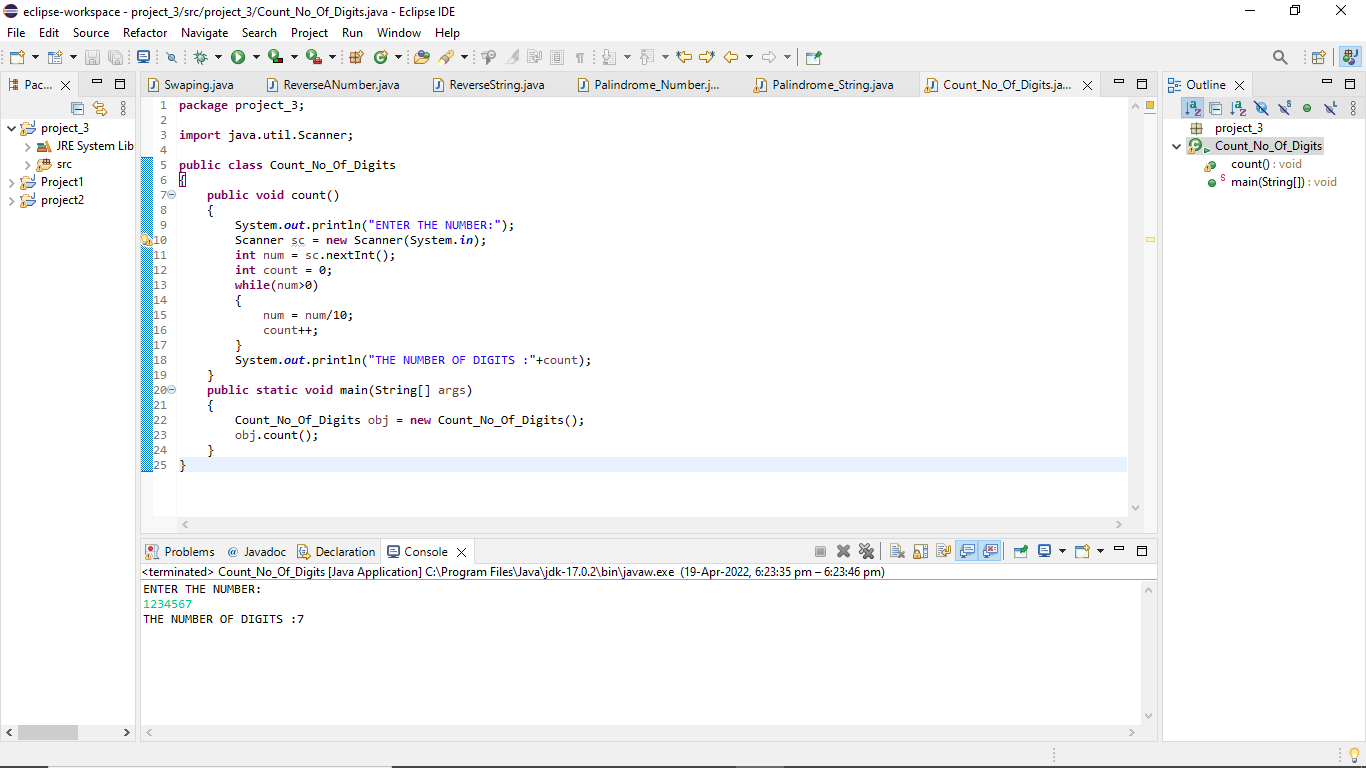 eclipse-workspace - project_3/src/project_3/Count_No_Of_Digits.java - Eclipse IDE
File Edit Source Refactor Navigate Search Project Run Window Help
Pac...
project_3
JRE System Lib
src
Project1
project2
Swaping.java ReverseANumber.java ReverseString.java Palindrome_Number.j... Palindrome_String.java Count_No_Of_Digits.ja...
1 package project_3;
2
3 import java.util.Scanner;
4
5 public class Count_No_Of_Digits
6 {
7 public void count()
8 {
9 System.out.println("ENTER THE NUMBER:");
10 Scanner sc = new Scanner(System.in);
11 int num = sc.nextInt();
12 int count = 0;
13 while(num>0)
14 {
15 num = num/10;
16 count++;
17 }
18 System.out.println("THE NUMBER OF DIGITS :"+count);
19 }
20 public static void main(String[] args)
21 {
22 Count_No_Of_Digits obj = new Count_No_Of_Digits();
23 obj.count();
24 }
25 }
Outline
project_3
Count_No_Of_Digits
count() : void
main(String[]) : void
Problems @ Javadoc Declaration Console
<terminated> Count_No_Of_Digits [Java Application] C:\Program Files\Java\jdk-17.0.2\bin\javaw.exe (19-Apr-2022, 6:23:35 pm – 6:23:46 pm)
ENTER THE NUMBER:
1234567
THE NUMBER OF DIGITS :7